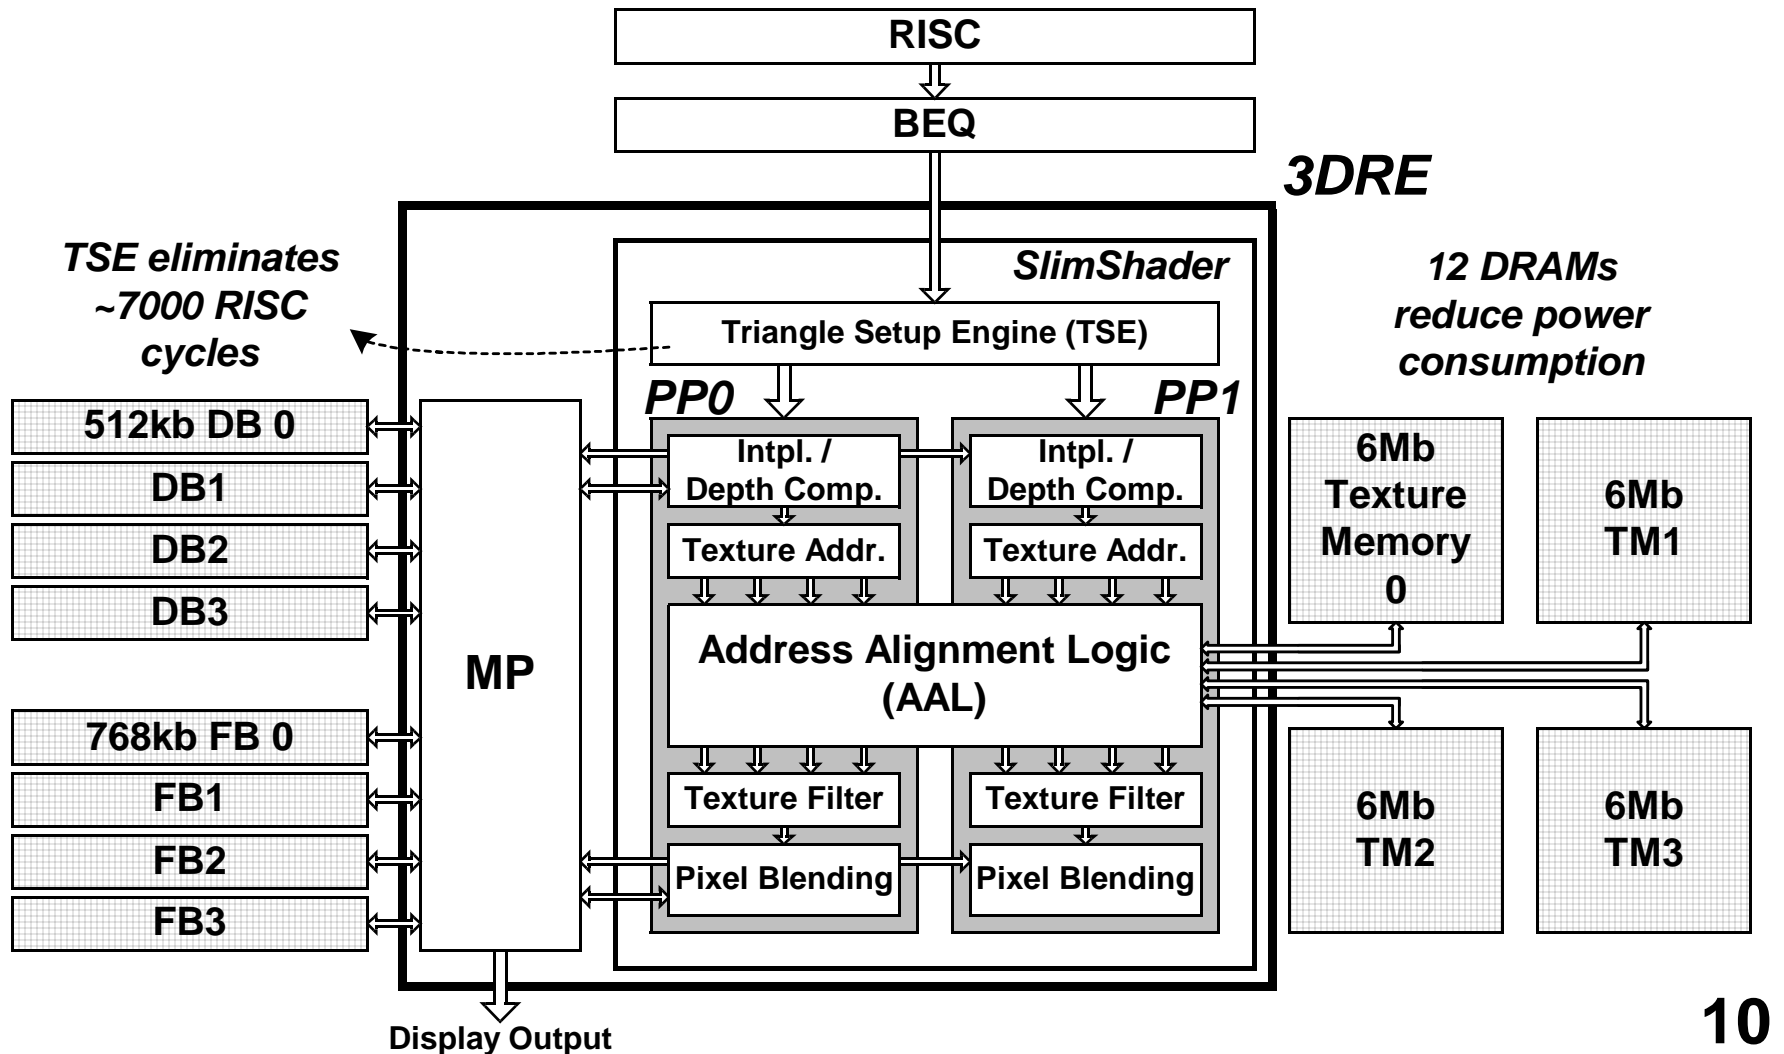 RISC
BEQ
3DRE
TSE eliminates
~7000 RISC
cycles
SlimShader
12 DRAMs
reduce power
consumption
Triangle Setup Engine (TSE)
PP0
PP1
512kb DB 0
DB1
DB2
DB3
MP
Intpl. /
Depth Comp.
Intpl. /
Depth Comp.
Texture Addr.
Texture Addr.
Address Alignment Logic
(AAL)
6Mb
Texture
Memory
0
6Mb
TM1
768kb FB 0
FB1
FB2
FB3
Texture Filter
Texture Filter
Pixel Blending
Pixel Blending
6Mb
TM2
6Mb
TM3
Display Output
10